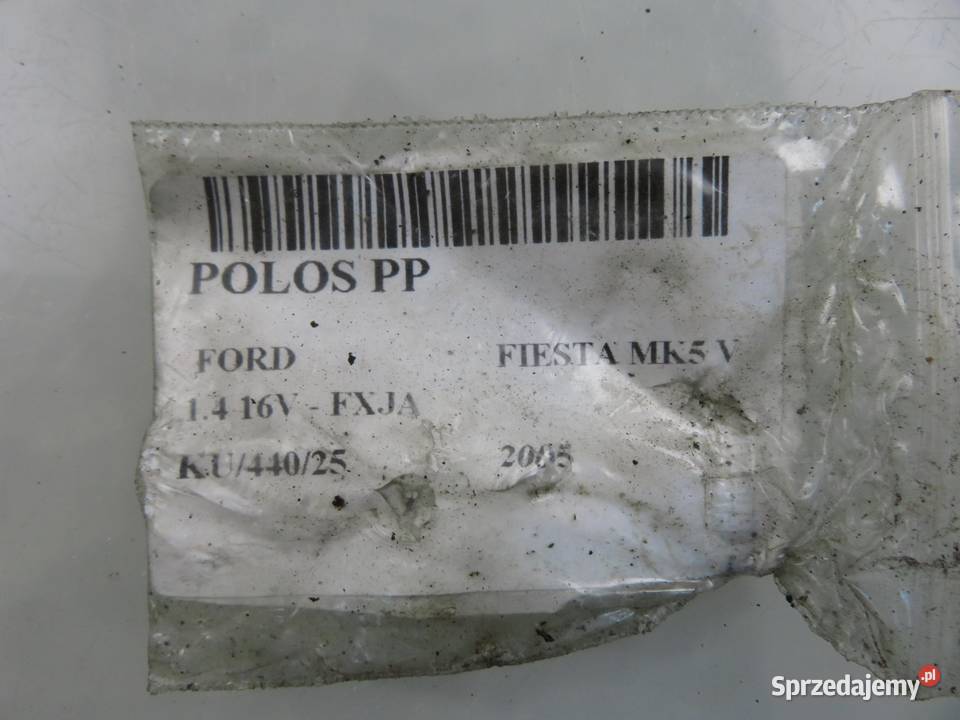 POLOS PP
FORD FIESTA MK5 V
1.4 16V - FXJA
KU/440/25 2005
Sprzedajemy.pl